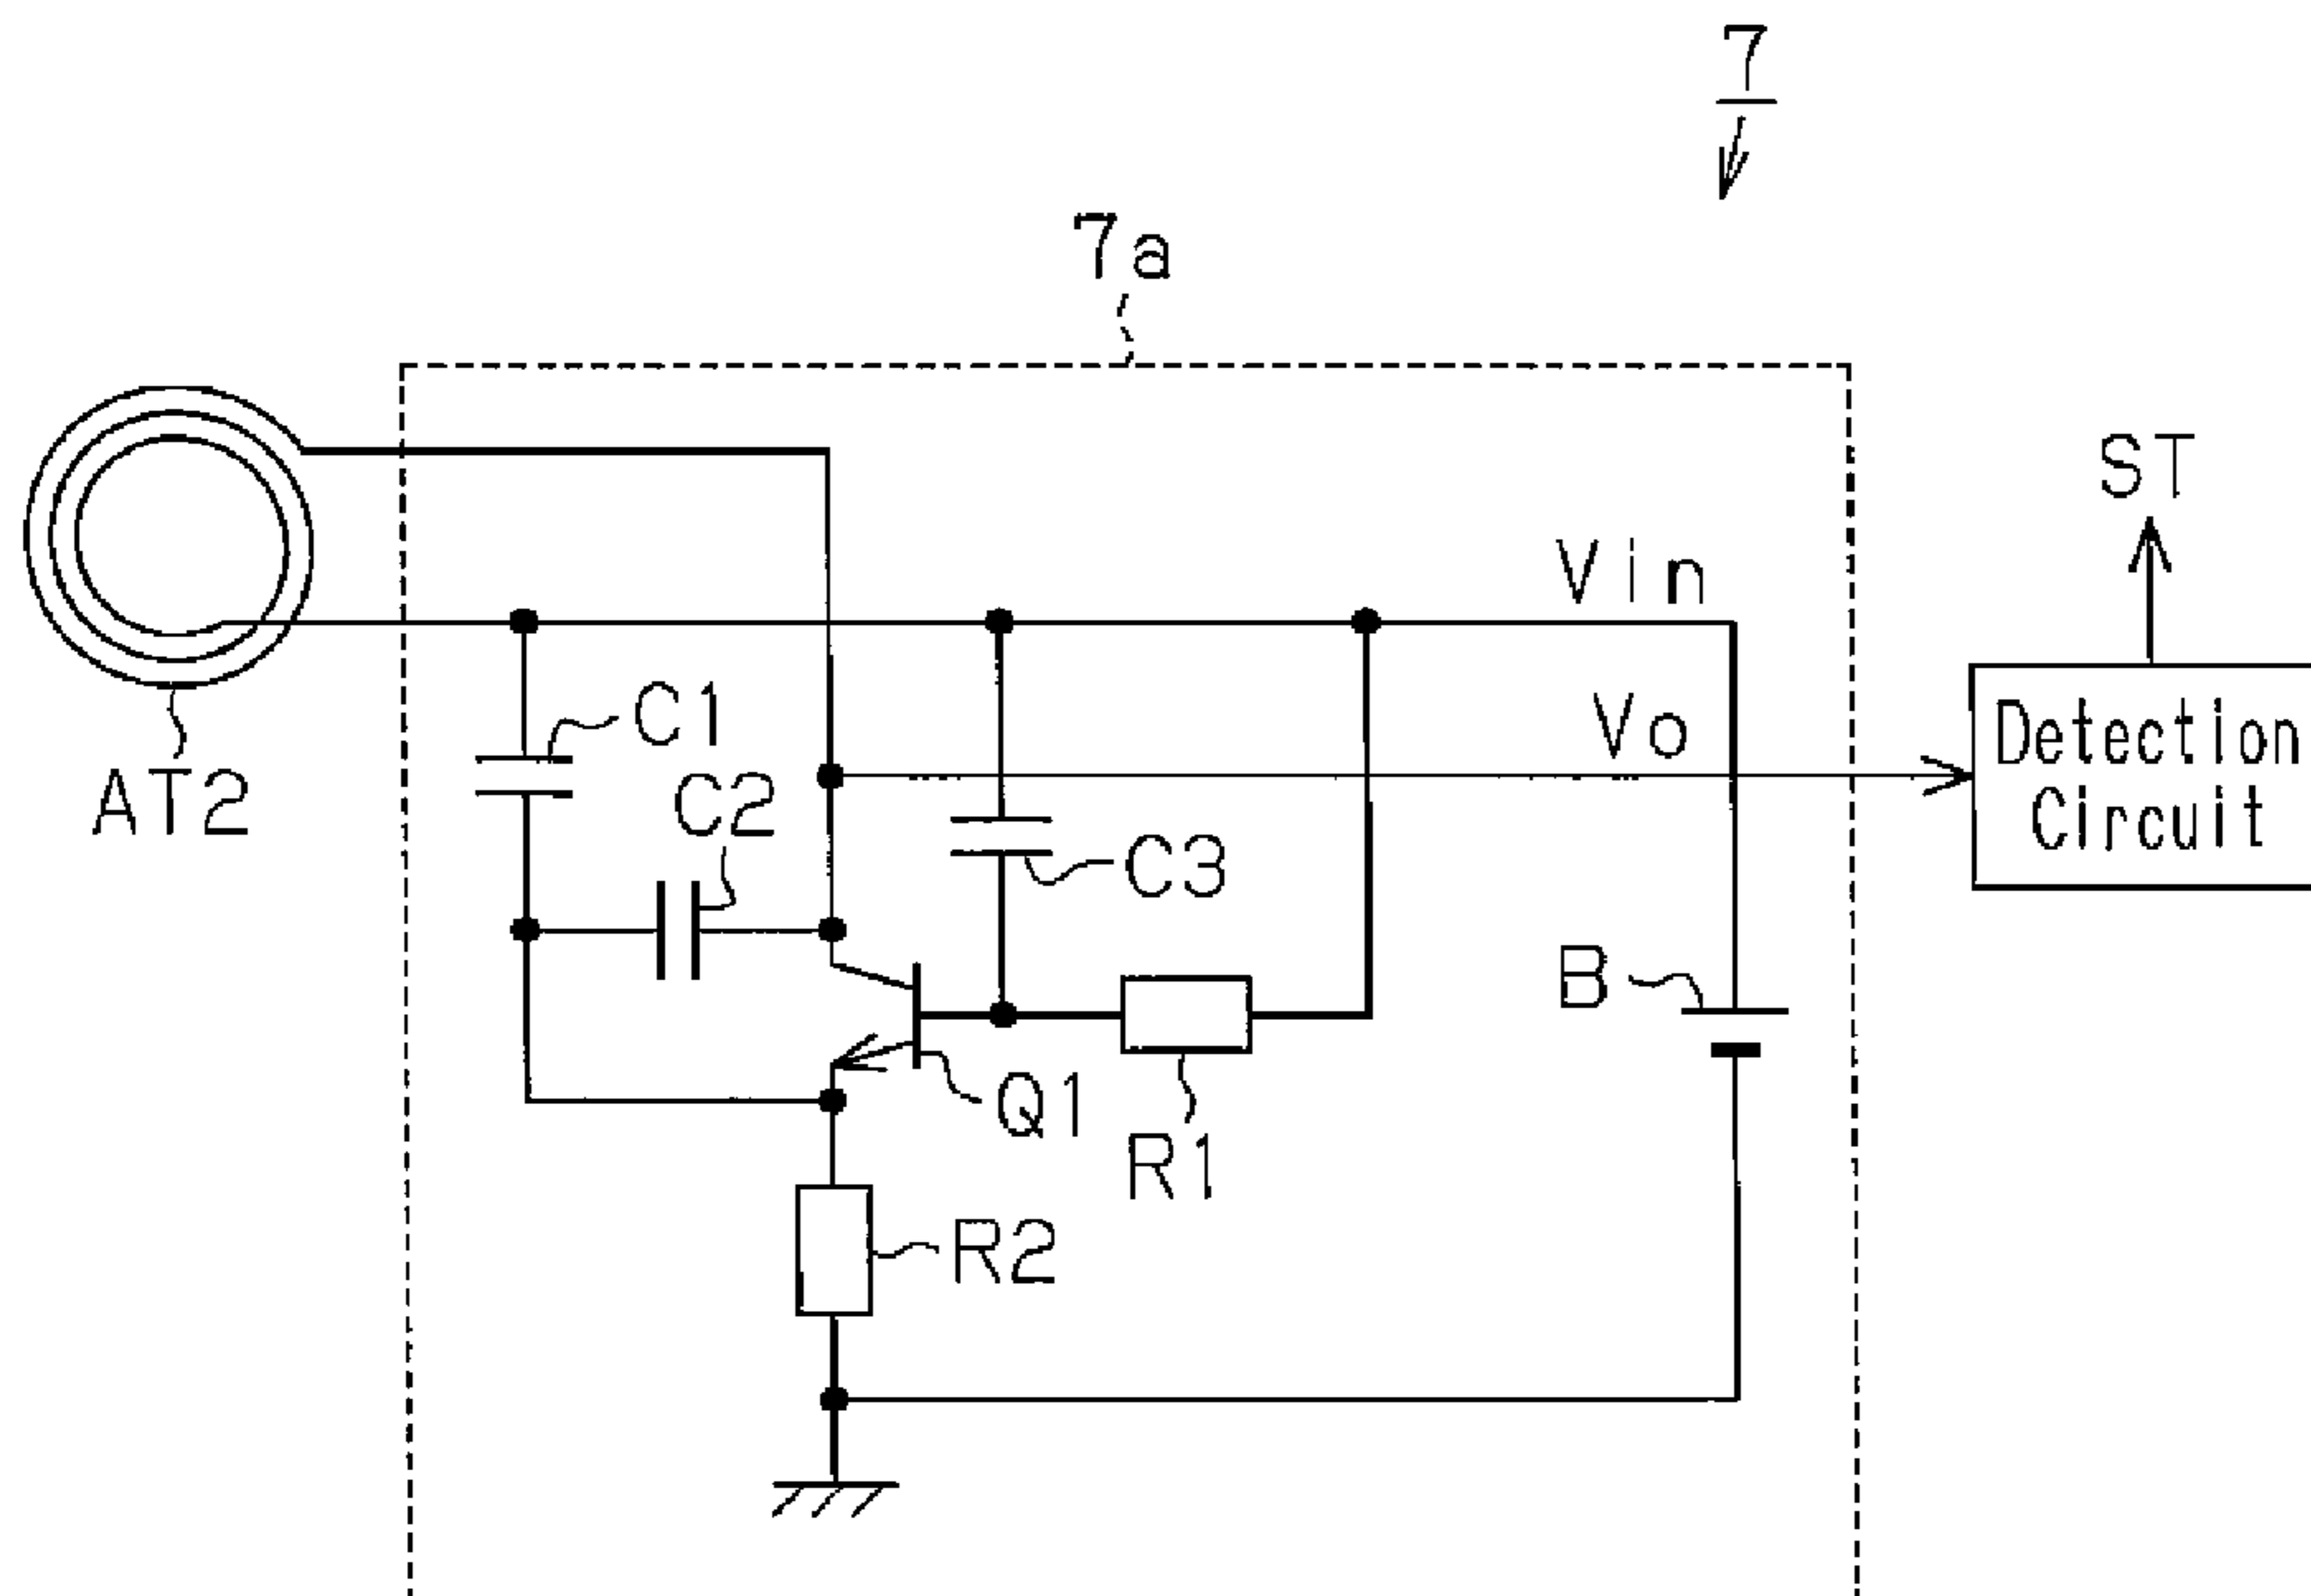 7
7a
ST
Vin
C1
Vo
Detection
Circuit
AT2
C2
C3
B
Q1
R1
R2